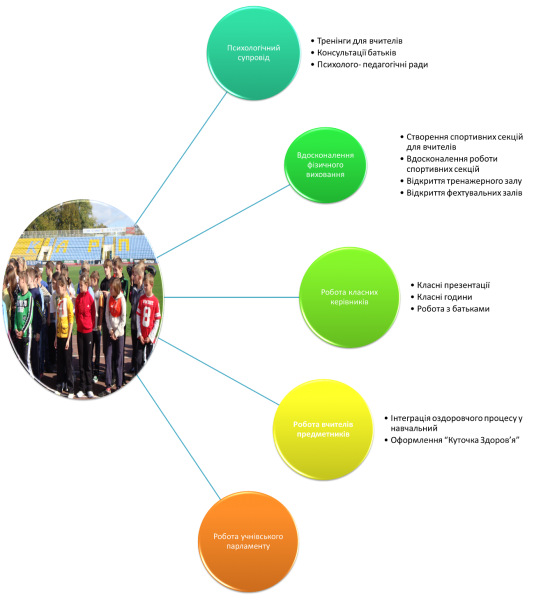 Психологічний
супровід
• Тренінги для вчителів
• Консультації батьків
• Психолого- педагогічні ради
Вдосконалення
фізичного
виховання
• Створення спортивних секцій
для вчителів
• Вдосконалення роботи
спортивних секцій
• Відкриття тренажерного залу
• Відкриття фехтувальних залів
Робота класних
керівників
• Класні презентації
• Класні години
• Робота з батьками
Робота вчителів
предметників
• Інтеграція оздоровчого процесу у
навчальний
• Оформлення “Куточка Здоров’я”
Робота учнівського
парламенту
8